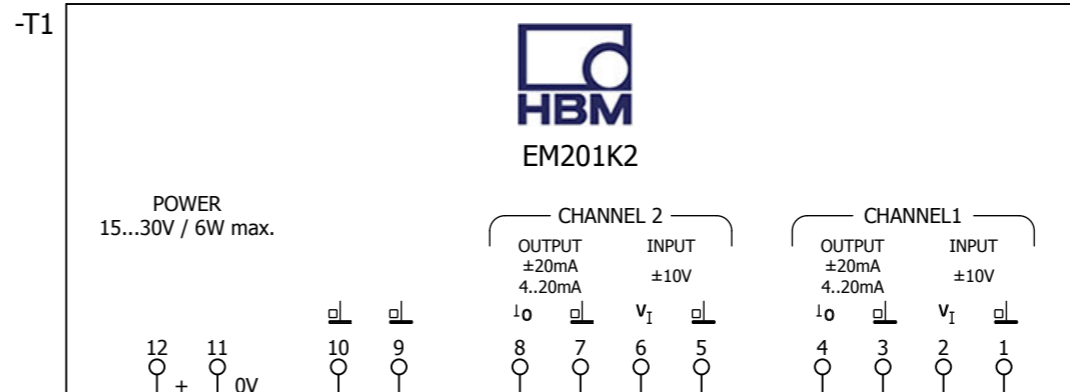 -T1
HBM
EM201K2
POWER
15...30V / 6W max.
CHANNEL 2
OUTPUT INPUT
±20mA
4..20mA
±10V
CHANNEL1
OUTPUT INPUT
±20mA
4..20mA
±10V
Io VI Io VI
12 11 10 9 8 7 6 5 4 3 2 1
+ 0V